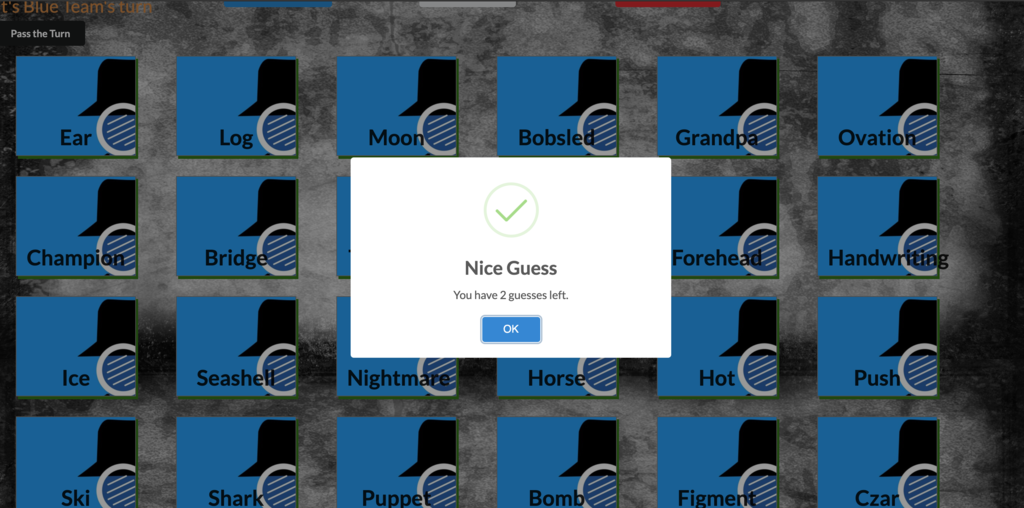 t's Blue Team's turn
Pass the Turn
Ear
Log
Moon
Bobsled
Grandpa
Ovation
Champion
Bridge
Forehead
Handwriting
Nice Guess
You have 2 guesses left.
OK
Ice
Seashell
Nightmare
Horse
Hot
Push
Ski
Shark
Puppet
Bomb
Figment
Czar